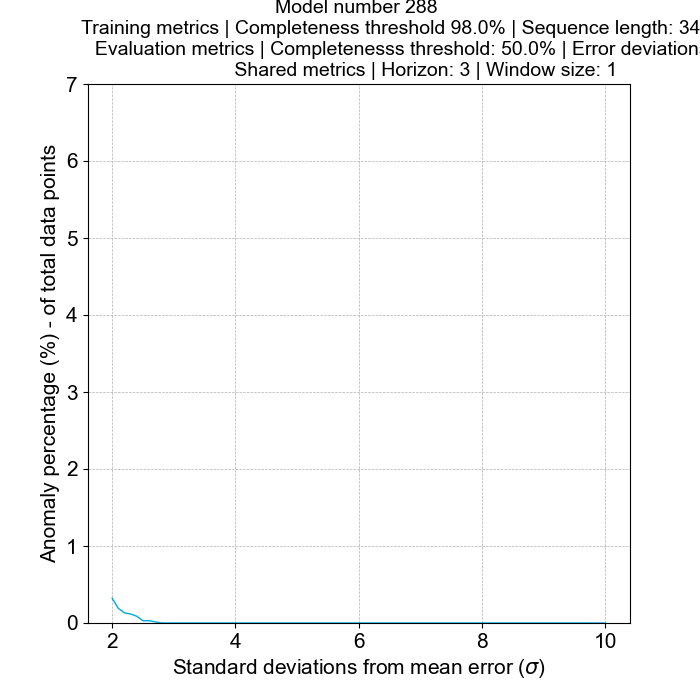 Model number 288
Training metrics | Completeness threshold 98.0% | Sequence length: 34
Evaluation metrics | Completenesss threshold: 50.0% | Error deviation
Shared metrics | Horizon: 3 | Window size: 1
7
6
5
4
3
2
1
0
Anomaly percentage (%) - of total data points
2 4 6 8 10
Standard deviations from mean error (σ)